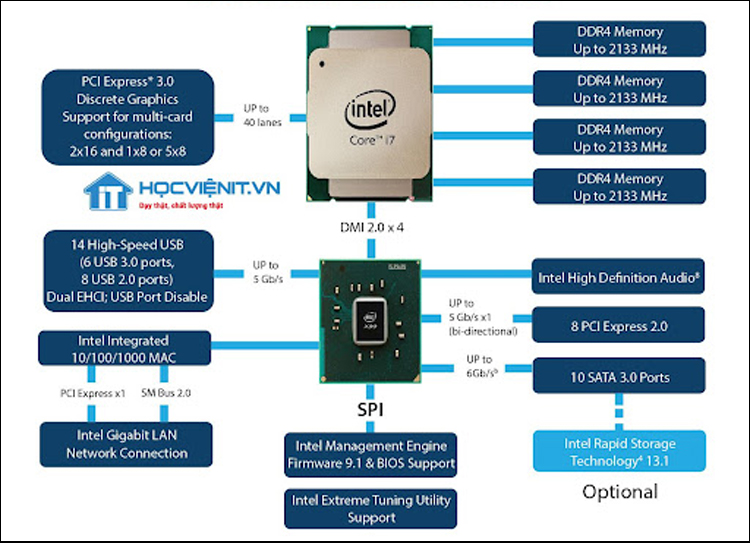 DDR4 Memory
Up to 2133 MHz
DDR4 Memory
Up to 2133 MHz
DDR4 Memory
Up to 2133 MHz
DDR4 Memory
Up to 2133 MHz
PCI Express* 3.0
Discrete Graphics
Support for multi-card
configurations:
2x16 and 1x8 or 5x8
UP to
40 lanes
intel
Core™ i7
HỌCVIỆNIT.VN
Dạy thật, chất lượng thật
DMI 2.0 x 4
14 High-Speed USB
(6 USB 3.0 ports,
8 USB 2.0 ports)
Dual EHCI; USB Port Disable
UP to
5 Gb/s
intel
X99
Intel High Definition Audio⁸
UP to
5 Gb/s x1
(bi-directional)
8 PCI Express 2.0
Intel Integrated
10/100/1000 MAC
UP to
6Gb/s⁹
10 SATA 3.0 Ports
PCI Express x1
SM Bus 2.0
SPI
Intel Gigabit LAN
Network Connection
Intel Management Engine
Firmware 9.1 & BIOS Support
Intel Rapid Storage
Technology⁴ 13.1
Optional
Intel Extreme Tuning Utility
Support